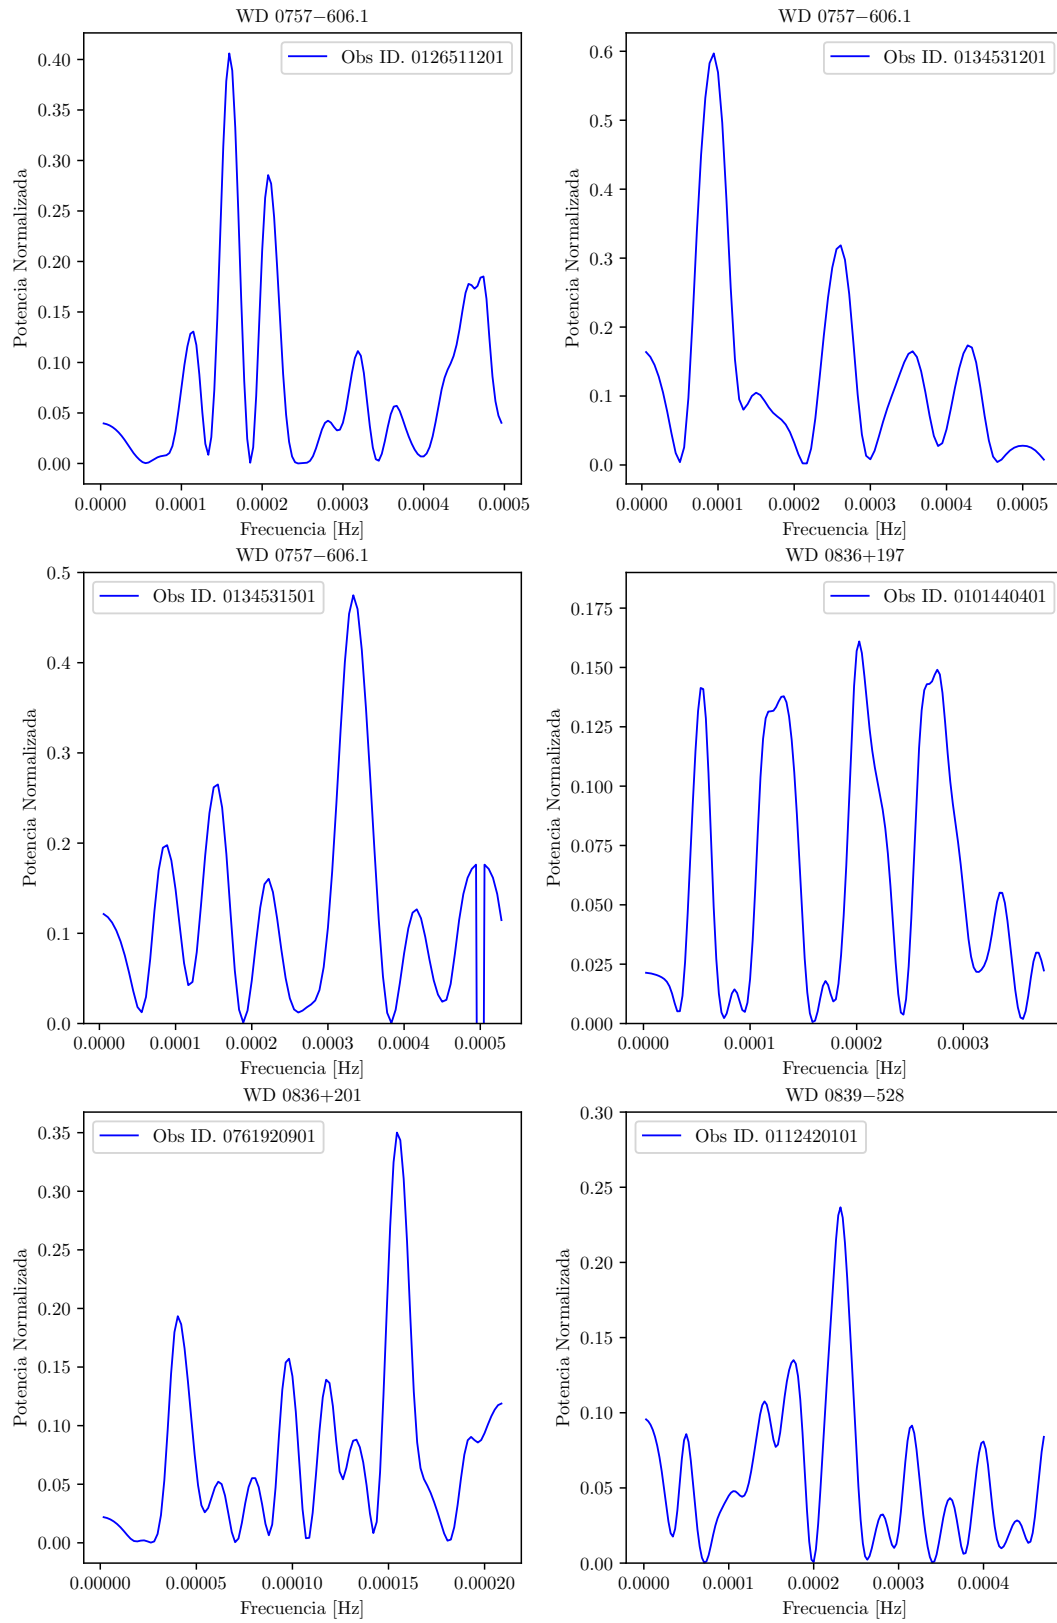 WD 0757−606.1
Obs ID. 0126511201
Potencia Normalizada
0.40
0.35
0.30
0.25
0.20
0.15
0.10
0.05
0.00
0.0000 0.0001 0.0002 0.0003 0.0004 0.0005
Frecuencia [Hz]
WD 0757−606.1
Obs ID. 0134531201
Potencia Normalizada
0.6
0.5
0.4
0.3
0.2
0.1
0.0
0.0000 0.0001 0.0002 0.0003 0.0004 0.0005
Frecuencia [Hz]
WD 0757−606.1
Obs ID. 0134531501
Potencia Normalizada
0.5
0.4
0.3
0.2
0.1
0.0
0.0000 0.0001 0.0002 0.0003 0.0004 0.0005
Frecuencia [Hz]
WD 0836+197
Obs ID. 0101440401
Potencia Normalizada
0.175
0.150
0.125
0.100
0.075
0.050
0.025
0.000
0.0000 0.0001 0.0002 0.0003
Frecuencia [Hz]
WD 0836+201
Obs ID. 0761920901
Potencia Normalizada
0.35
0.30
0.25
0.20
0.15
0.10
0.05
0.00
0.00000 0.00005 0.00010 0.00015 0.00020
Frecuencia [Hz]
WD 0839−528
Obs ID. 0112420101
Potencia Normalizada
0.30
0.25
0.20
0.15
0.10
0.05
0.00
0.0000 0.0001 0.0002 0.0003 0.0004
Frecuencia [Hz]